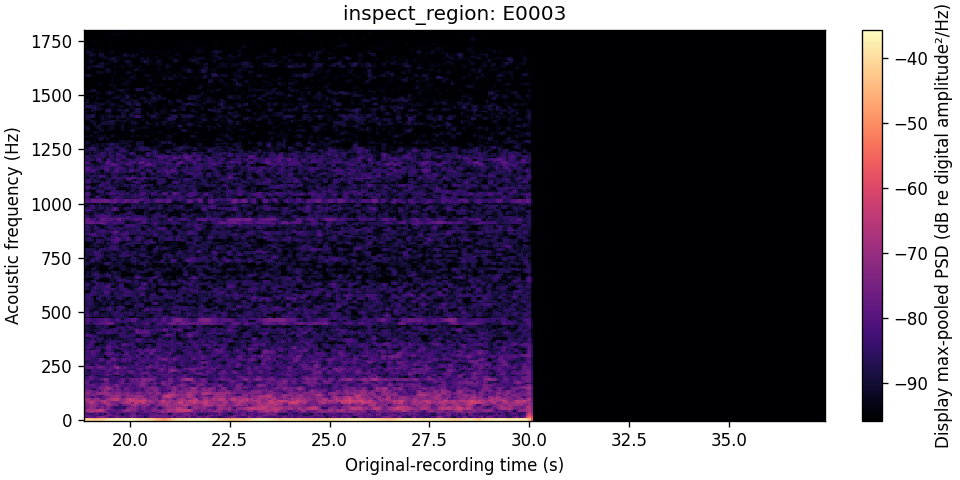 inspect_region: E0003
1750
1500
1250
1000
750
500
250
0
Acoustic frequency (Hz)
20.0 22.5 25.0 27.5 30.0 32.5 35.0
Original-recording time (s)
−40
−50
−60
−70
−80
−90
Display max-pooled PSD (dB re digital amplitude²/Hz)